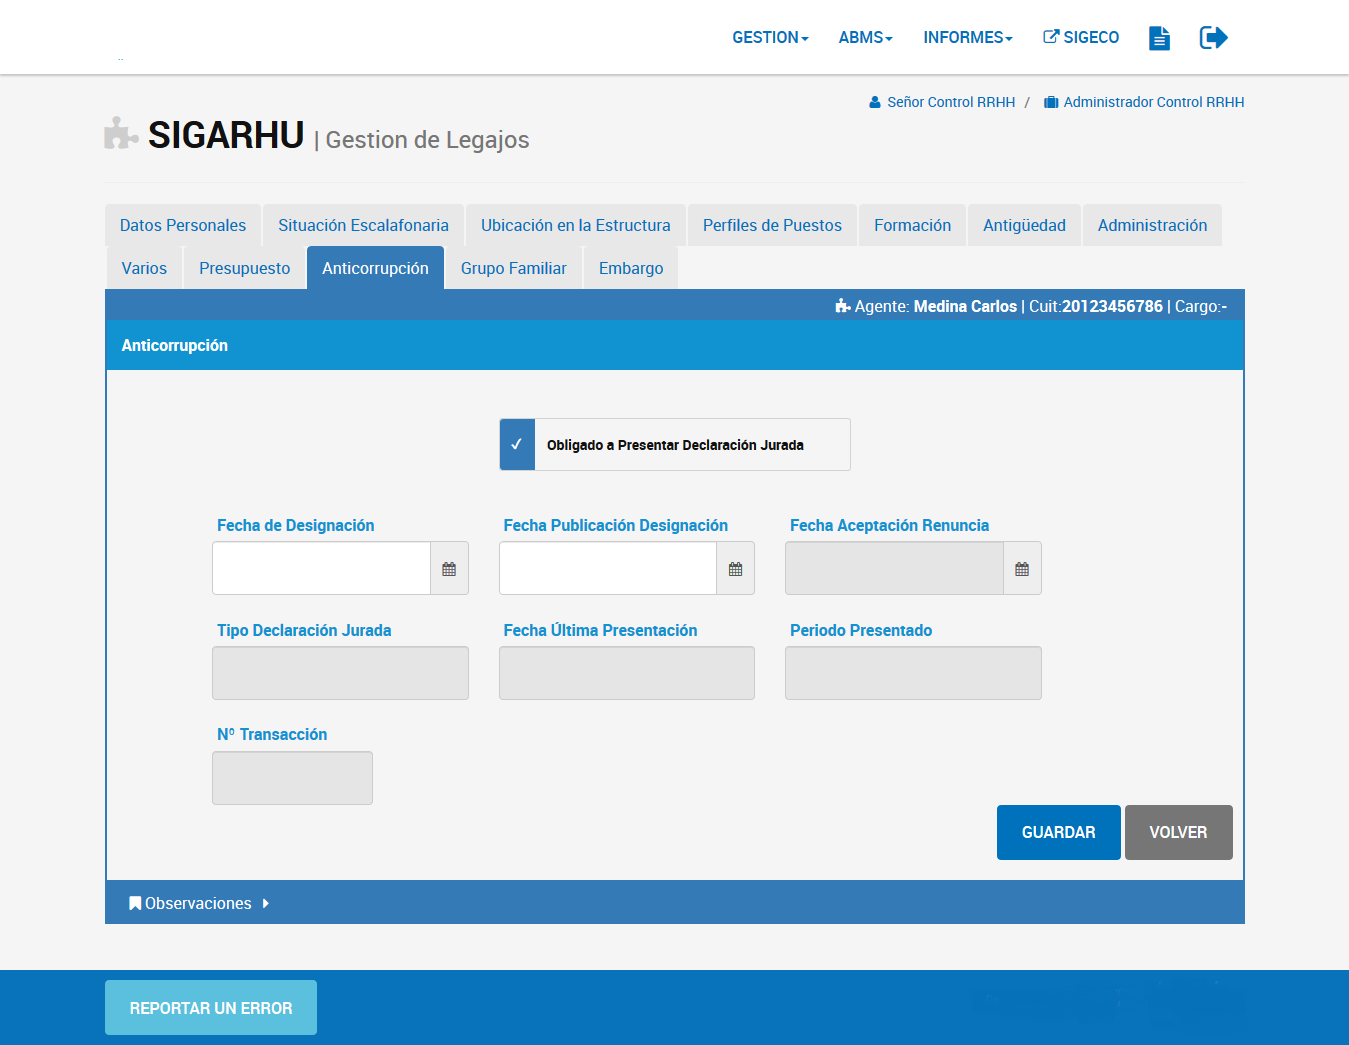 GESTION ABMS INFORMES SIGECO
Señor Control RRHH / Administrador Control RRHH
SIGARHU | Gestion de Legajos
Datos Personales Situación Escalafonaria Ubicación en la Estructura Perfiles de Puestos Formación Antigüedad Administración
Varios Presupuesto Anticorrupción Grupo Familiar Embargo
Agente: Medina Carlos | Cuit:20123456786 | Cargo:-
Anticorrupción
✓ Obligado a Presentar Declaración Jurada
Fecha de Designación Fecha Publicación Designación Fecha Aceptación Renuncia
Tipo Declaración Jurada Fecha Última Presentación Periodo Presentado
Nº Transacción
GUARDAR VOLVER
Observaciones
REPORTAR UN ERROR